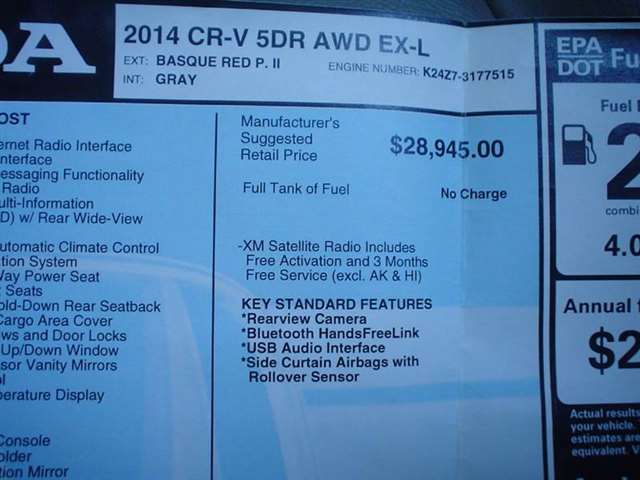 2014 CR-V 5DR AWD EX-L
EXT: BASQUE RED P. II
INT: GRAY
ENGINE NUMBER: K24Z7-3177515
OST
ernet Radio Interface
nterface
essaging Functionality
Radio
ulti-Information
D) w/ Rear Wide-View
utomatic Climate Control
tion System
Way Power Seat
Seats
old-Down Rear Seatback
Cargo Area Cover
ws and Door Locks
Up/Down Window
sor Vanity Mirrors
ol
perature Display
Console
older
tion Mirror
Manufacturer's
Suggested
Retail Price
$28,945.00
Full Tank of Fuel
No Charge
-XM Satellite Radio Includes
Free Activation and 3 Months
Free Service (excl. AK & HI)
KEY STANDARD FEATURES
*Rearview Camera
*Bluetooth HandsFreeLink
*USB Audio Interface
*Side Curtain Airbags with
Rollover Sensor
EPA
DOT Fu
Fuel
2
combi
4.0
Annual f
$2
Actual results
your vehicle.
estimates are
equivalent. V